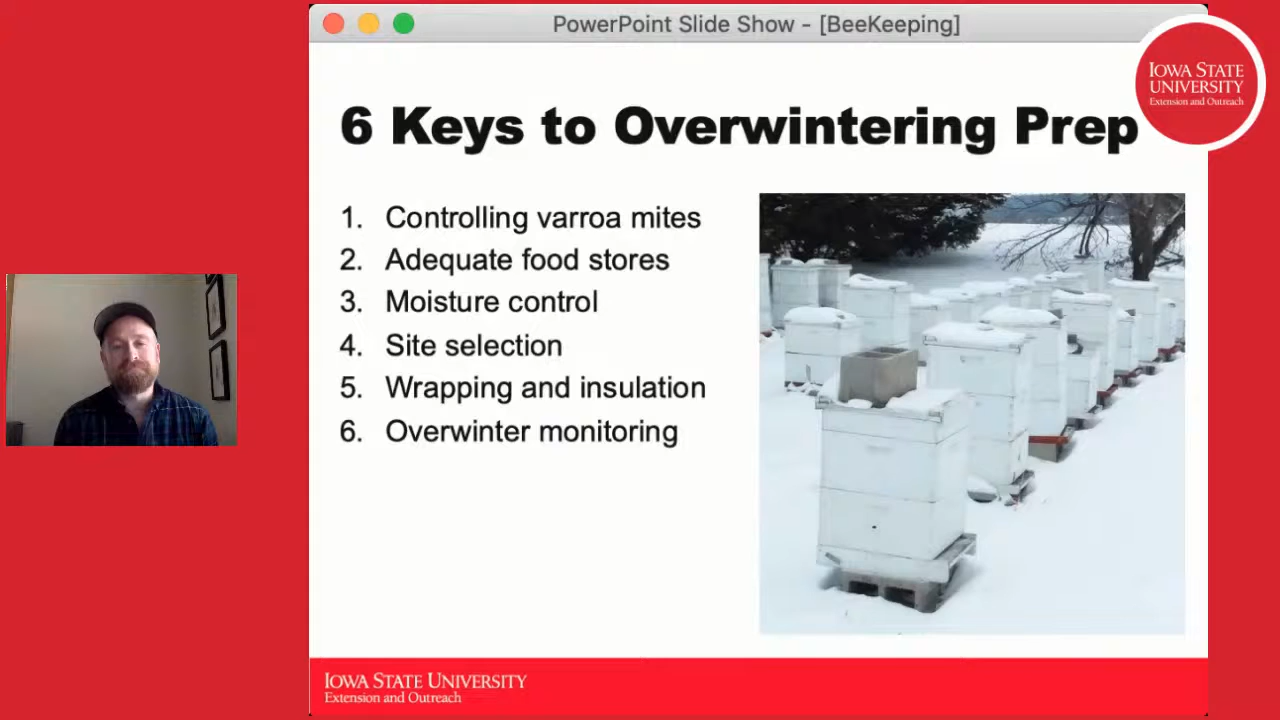 PowerPoint Slide Show - [BeeKeeping]
IOWA STATE
UNIVERSITY
Extension and Outreach
6 Keys to Overwintering Prep
1. Controlling varroa mites
2. Adequate food stores
3. Moisture control
4. Site selection
5. Wrapping and insulation
6. Overwinter monitoring
IOWA STATE UNIVERSITY
Extension and Outreach